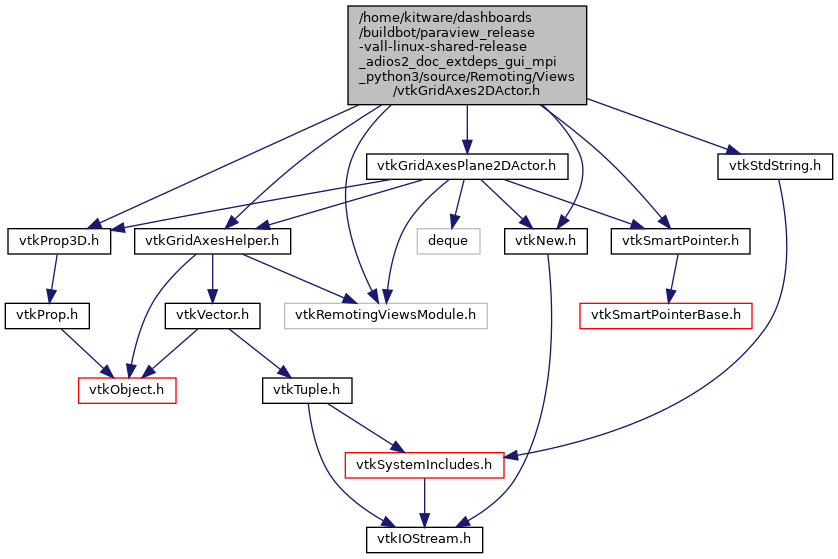 /home/kitware/dashboards
/buildbot/paraview_release
-vall-linux-shared-release
_adios2_doc_extdeps_gui_mpi
_python3/source/Remoting/Views
/vtkGridAxes2DActor.h
vtkGridAxesPlane2DActor.h
vtkStdString.h
vtkProp3D.h
vtkGridAxesHelper.h
deque
vtkNew.h
vtkSmartPointer.h
vtkProp.h
vtkVector.h
vtkRemotingViewsModule.h
vtkSmartPointerBase.h
vtkObject.h
vtkTuple.h
vtkSystemIncludes.h
vtkIOStream.h